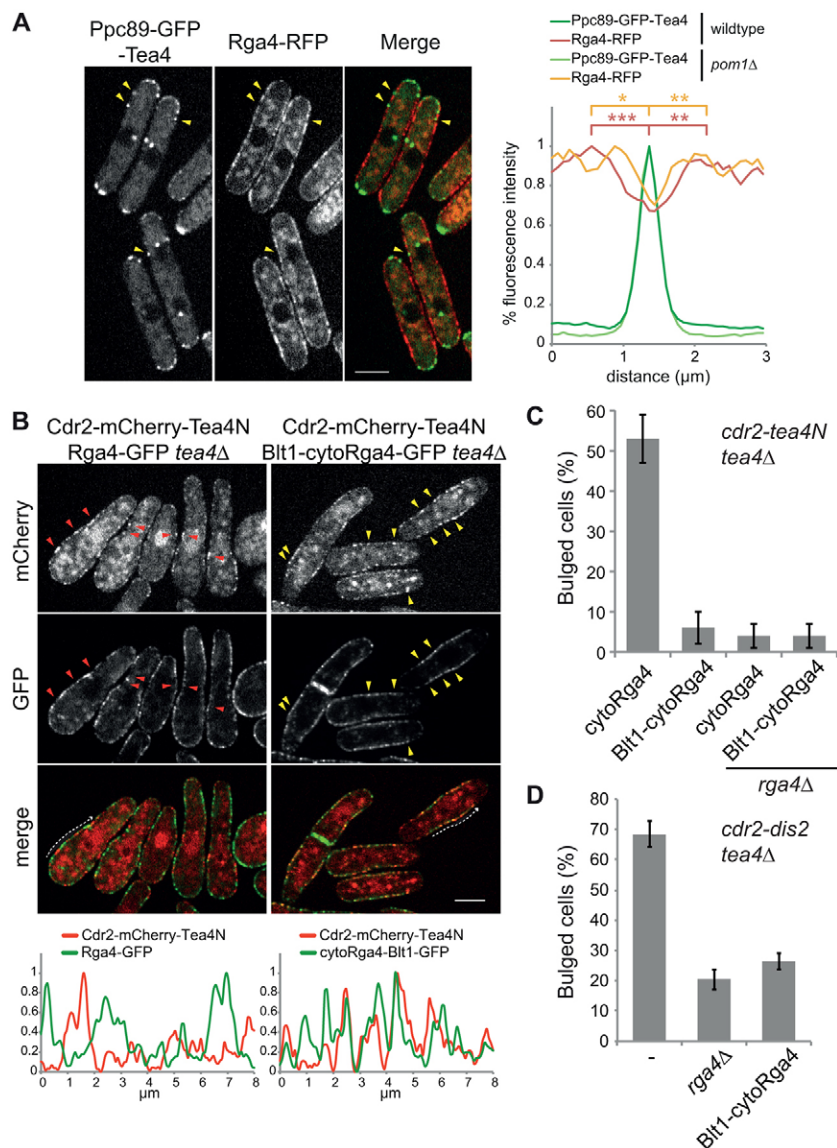 A
Ppc89-GFP
-Tea4
Rga4-RFP
Merge
Ppc89-GFP-Tea4
Rga4-RFP
wildtype
Ppc89-GFP-Tea4
Rga4-RFP
pom1Δ
* **
*** **
1
0.8
0.6
0.4
0.2
0
% fluorescence intensity
0 1 2 3
distance (µm)
B
Cdr2-mCherry-Tea4N
Rga4-GFP tea4Δ
Cdr2-mCherry-Tea4N
Blt1-cytoRga4-GFP tea4Δ
mCherry
GFP
merge
Cdr2-mCherry-Tea4N
Rga4-GFP
1
0.8
0.6
0.4
0.2
0
0 1 2 3 4 5 6 7 8
µm
Cdr2-mCherry-Tea4N
cytoRga4-Blt1-GFP
0 1 2 3 4 5 6 7 8
µm
C
cdr2-tea4N
tea4Δ
60
50
40
30
20
10
0
Bulged cells (%)
cytoRga4
Blt1-cytoRga4
cytoRga4
Blt1-cytoRga4
rga4Δ
D
cdr2-dis2
tea4Δ
80
70
60
50
40
30
20
10
0
Bulged cells (%)
-
rga4Δ
Blt1-cytoRga4